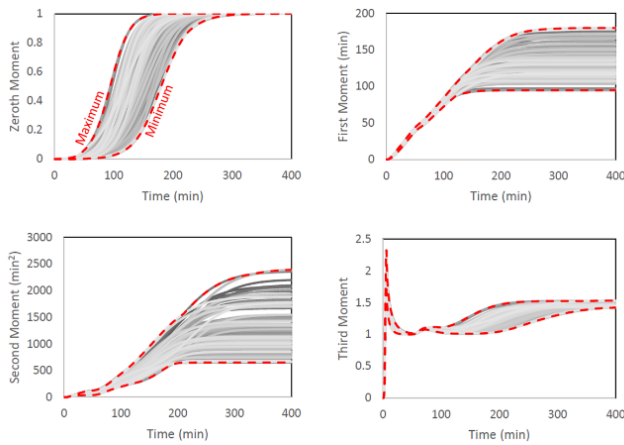 Zeroth Moment
1
0.8
0.6
0.4
0.2
0
Maximum
Minimum
0 100 200 300 400
Time (min)
First Moment (min)
200
150
100
50
0
0 100 200 300 400
Time (min)
Second Moment (min²)
3000
2500
2000
1500
1000
500
0
0 100 200 300 400
Time (min)
Third Moment
2.5
2
1.5
1
0.5
0
0 100 200 300 400
Time (min)